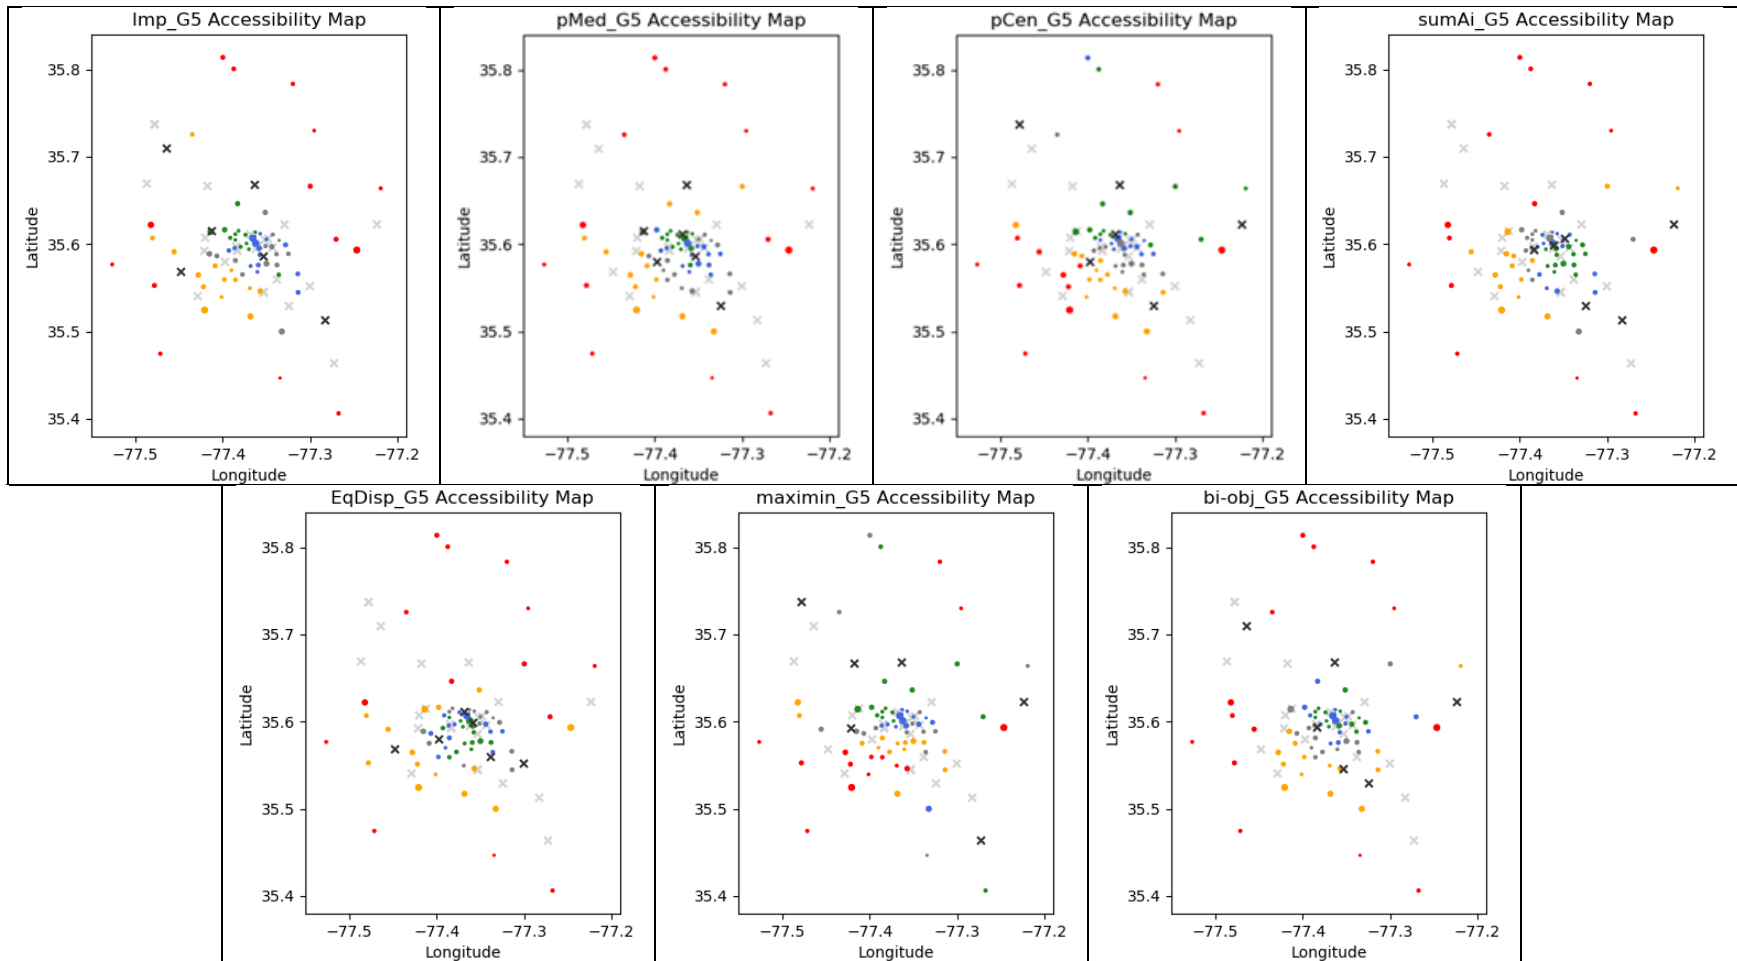 Imp_G5 Accessibility Map
35.8
35.7
35.6
35.5
35.4
Latitude
−77.5 −77.4 −77.3 −77.2
Longitude
pMed_G5 Accessibility Map
35.8
35.7
35.6
35.5
35.4
Latitude
−77.5 −77.4 −77.3 −77.2
Longitude
pCen_G5 Accessibility Map
35.8
35.7
35.6
35.5
35.4
Latitude
−77.5 −77.4 −77.3 −77.2
Longitude
sumAi_G5 Accessibility Map
35.8
35.7
35.6
35.5
35.4
Latitude
−77.5 −77.4 −77.3 −77.2
Longitude
EqDisp_G5 Accessibility Map
35.8
35.7
35.6
35.5
35.4
Latitude
−77.5 −77.4 −77.3 −77.2
Longitude
maximin_G5 Accessibility Map
35.8
35.7
35.6
35.5
35.4
Latitude
−77.5 −77.4 −77.3 −77.2
Longitude
bi-obj_G5 Accessibility Map
35.8
35.7
35.6
35.5
35.4
Latitude
−77.5 −77.4 −77.3 −77.2
Longitude